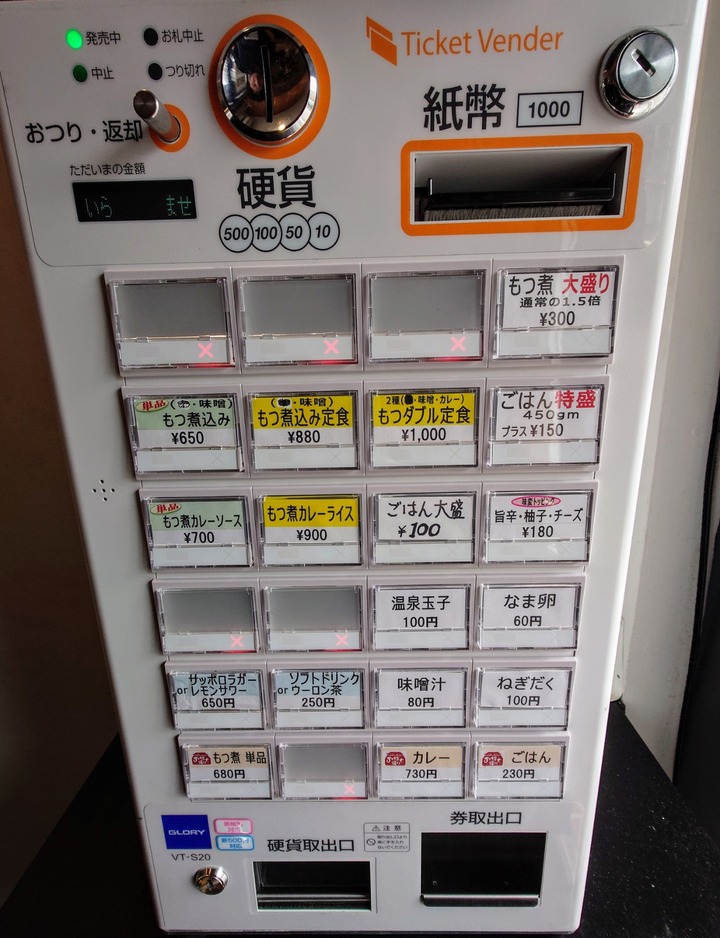 発売中
お札中止
中止
つり切れ
Ticket Vender
おつり・返却
紙幣 1000
ただいまの金額
いら ませ
硬貨
500 100 50 10
もつ煮 大盛り
通常の1.5倍
¥300
単品 ・味噌)
もつ煮込み
¥650
・味噌)
もつ煮込み定食
¥880
2種( ・味噌・カレー)
もつダブル定食
¥1,000
ごはん特盛
450gm
プラス¥150
単品
もつ煮カレーソース
¥700
もつ煮カレーライス
¥900
ごはん大盛
¥100
味変トッピング
旨辛・柚子・チーズ
¥180
温泉玉子
100円
なま卵
60円
サッポロラガー
or レモンサワー
650円
ソフトドリンク
or ウーロン茶
250円
味噌汁
80円
ねぎだく
100円
もつ煮 単品
680円
カレー
730円
ごはん
230円
GLORY
VT-S20
硬貨取出口
注意
券取出口